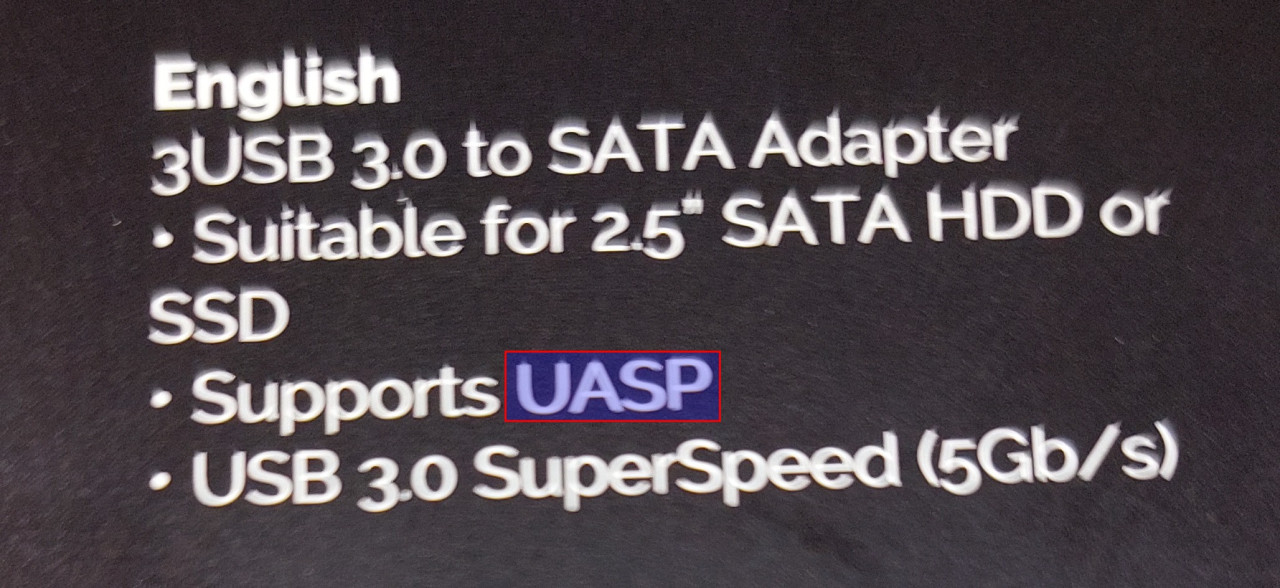 English
3USB 3.0 to SATA Adapter
• Suitable for 2.5" SATA HDD or
SSD
• Supports UASP
• USB 3.0 SuperSpeed (5Gb/s)